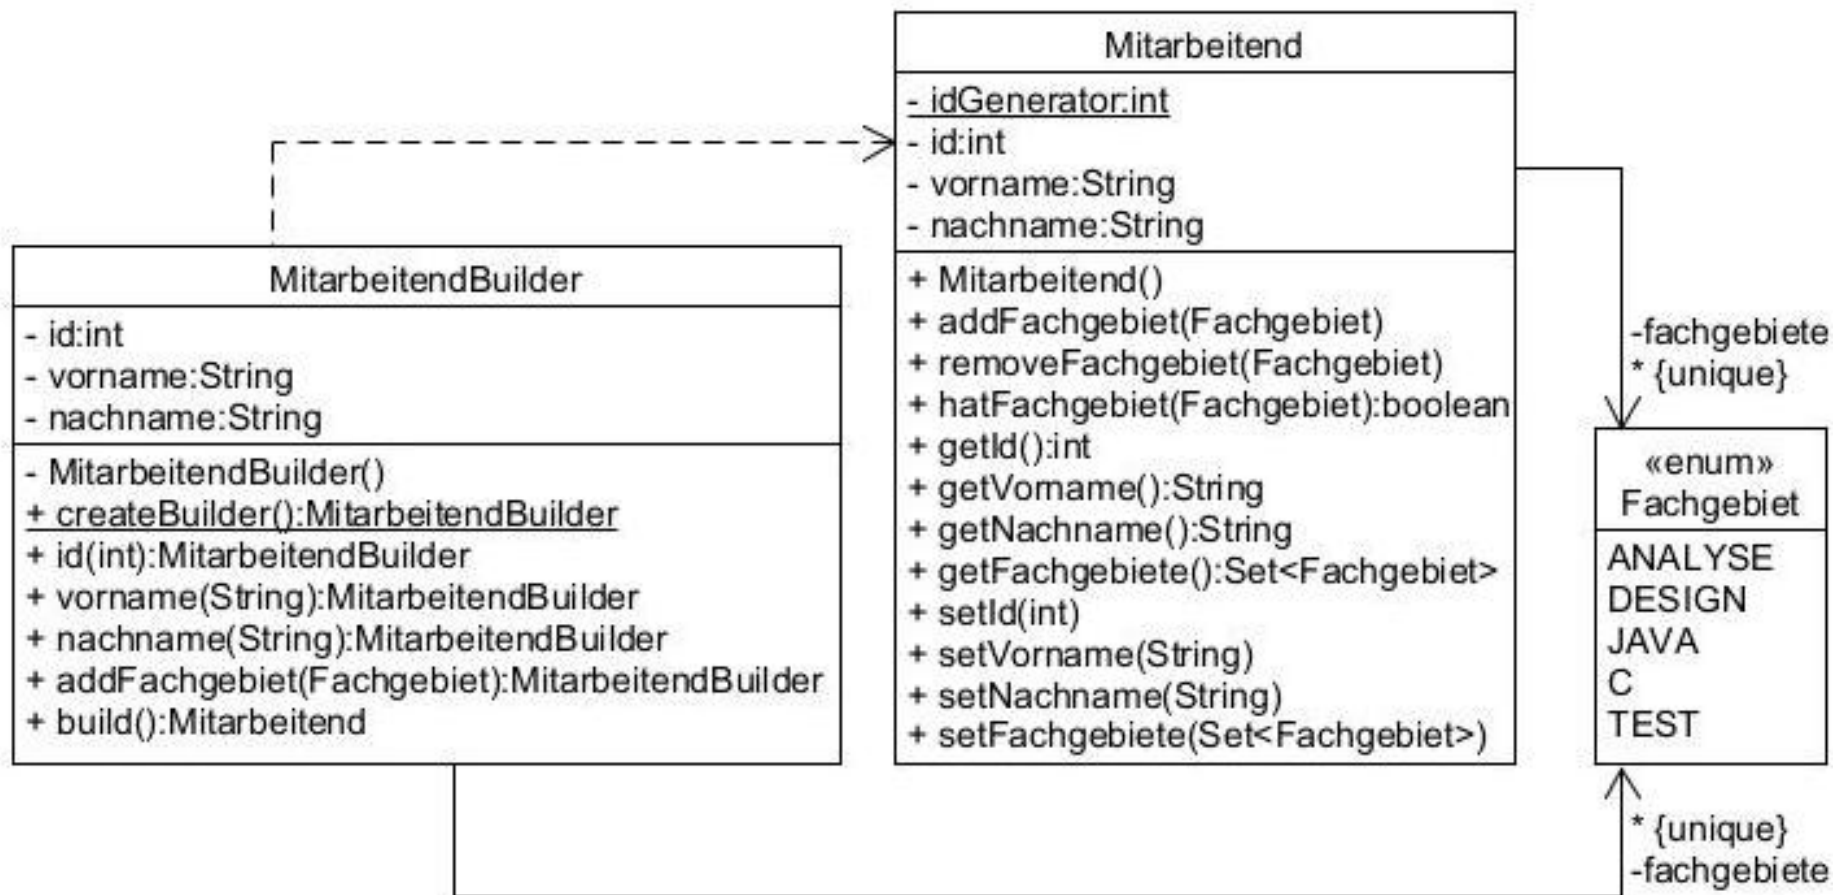 Mitarbeitend
- idGenerator:int
- id:int
- vorname:String
- nachname:String
+ Mitarbeitend()
+ addFachgebiet(Fachgebiet)
+ removeFachgebiet(Fachgebiet)
+ hatFachgebiet(Fachgebiet):boolean
+ getId():int
+ getVorname():String
+ getNachname():String
+ getFachgebiete():Set<Fachgebiet>
+ setId(int)
+ setVorname(String)
+ setNachname(String)
+ setFachgebiete(Set<Fachgebiet>)
MitarbeitendBuilder
- id:int
- vorname:String
- nachname:String
- MitarbeitendBuilder()
+ createBuilder():MitarbeitendBuilder
+ id(int):MitarbeitendBuilder
+ vorname(String):MitarbeitendBuilder
+ nachname(String):MitarbeitendBuilder
+ addFachgebiet(Fachgebiet):MitarbeitendBuilder
+ build():Mitarbeitend
-fachgebiete
* {unique}
«enum»
Fachgebiet
ANALYSE
DESIGN
JAVA
C
TEST
* {unique}
-fachgebiete